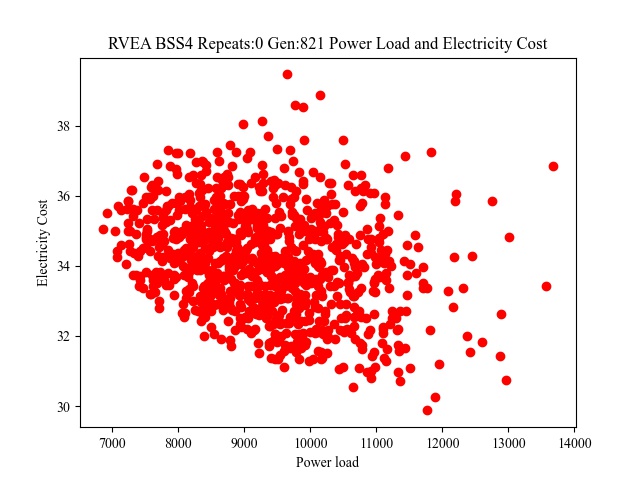 RVEA BSS4 Repeats:0 Gen:821 Power Load and Electricity Cost
38
36
34
32
30
Electricity Cost
7000 8000 9000 10000 11000 12000 13000 14000
Power load